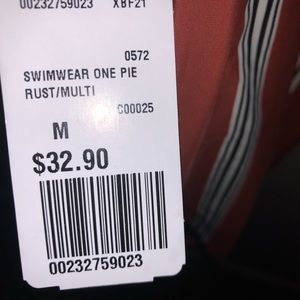 00232759023 XBF21
0572
SWIMWEAR ONE PIE
RUST/MULTI
C00025
M
$32.90
00232759023